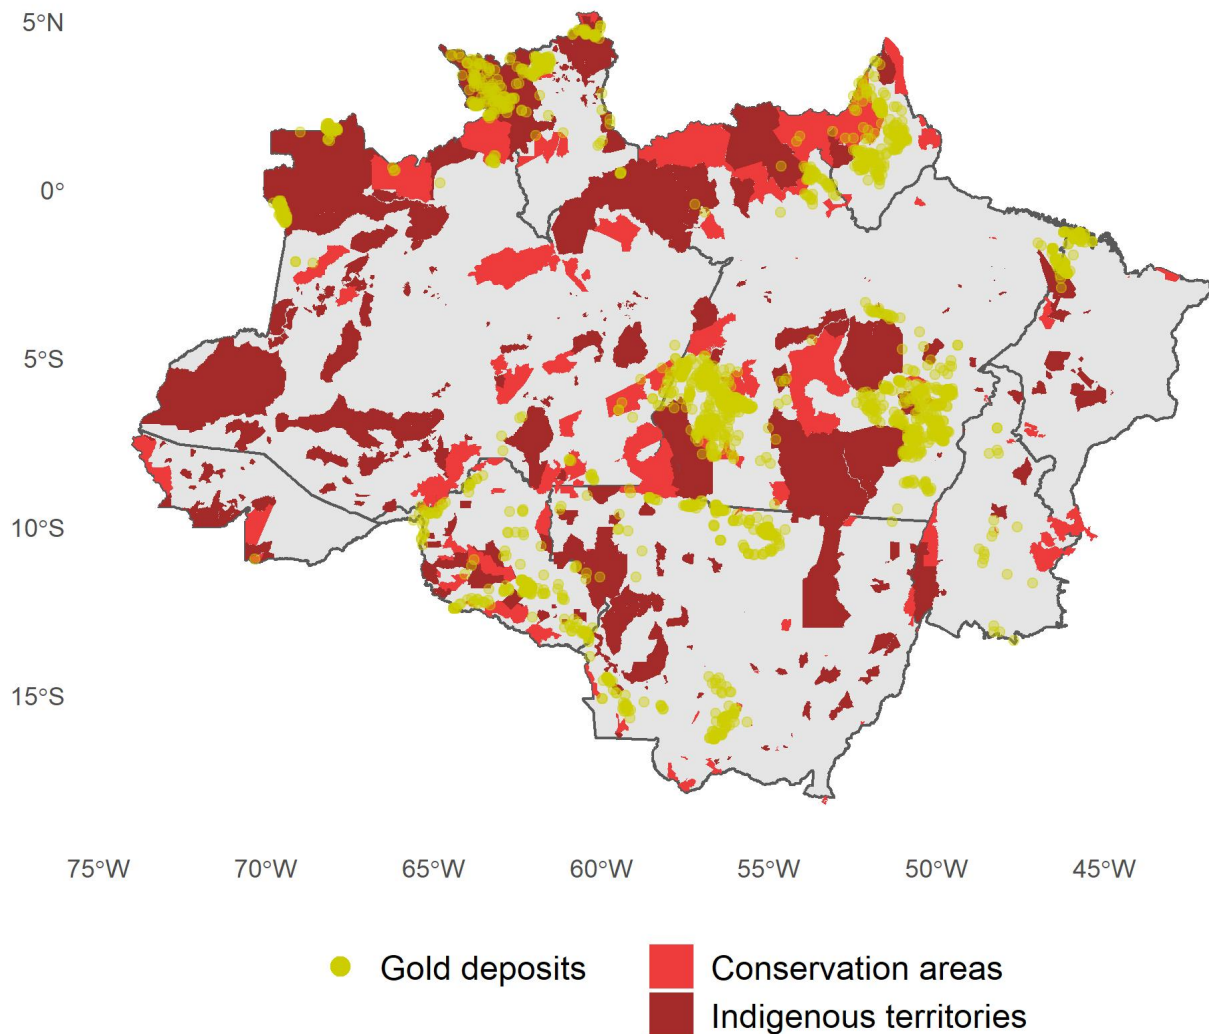 5°N
0°
5°S
10°S
15°S
75°W 70°W 65°W 60°W 55°W 50°W 45°W
Gold deposits
Conservation areas
Indigenous territories